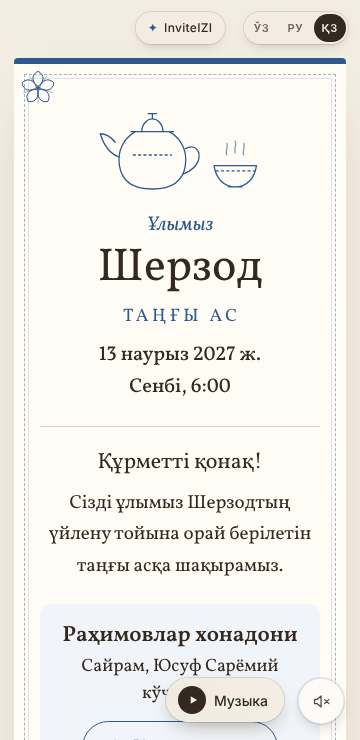 InviteIZI
ЎЗ РУ ҚЗ
Ұлымыз
Шерзод
ТАҢҒЫ АС
13 наурыз 2027 ж.
Сенбі, 6:00
Құрметті қонақ!
Сізді ұлымыз Шерзодтың
үйлену тойына орай берілетін
таңғы асқа шақырамыз.
Раҳимовлар хонадони
Сайрам, Юсуф Сарёмий
Музыка